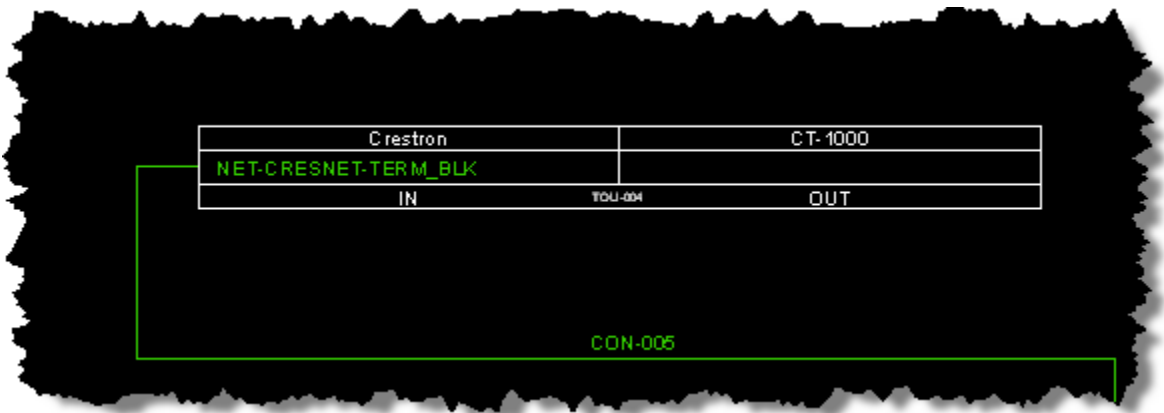 Crestron CT-1000
NET-CRESNET-TERM_BLK
IN TOU-004 OUT
CON-005